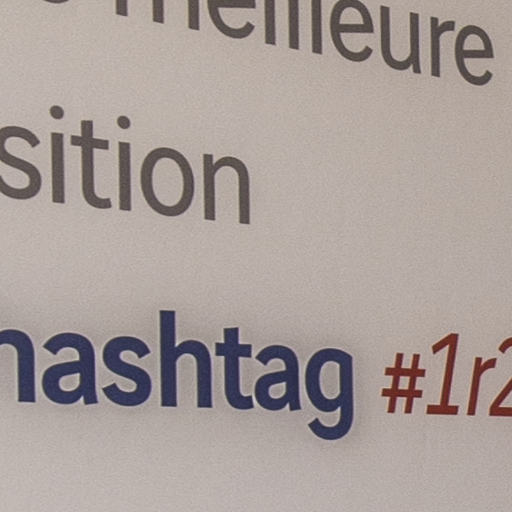 meilleure
sition
hashtag #1r2